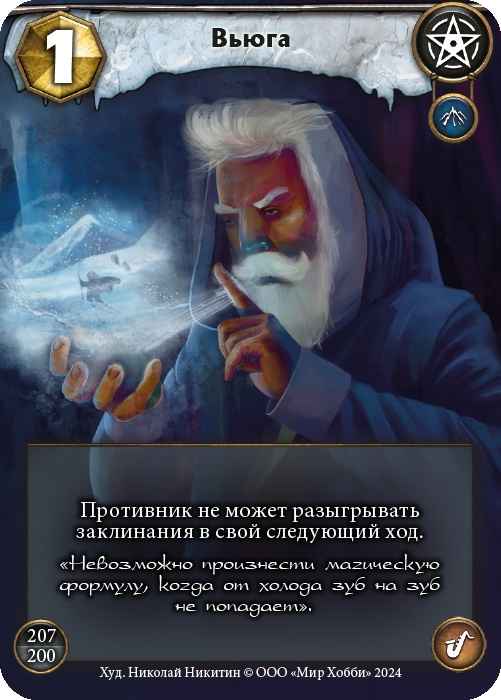 1
Вьюга
Противник не может разыгрывать
заклинания в свой следующий ход.
«Невозможно произнести магическую
формулу, когда от холода зуб на зуб
не попадает».
207
200
Худ. Николай Никитин © ООО «Мир Хобби» 2024